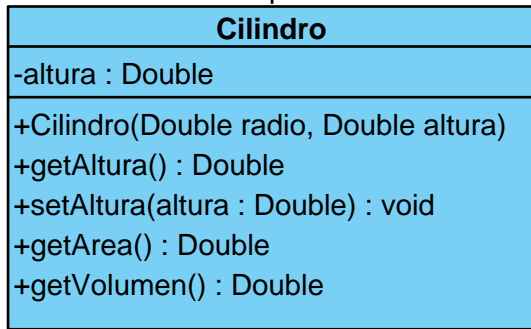 Cilindro
-altura : Double
+Cilindro(Double radio, Double altura)
+getAltura() : Double
+setAltura(altura : Double) : void
+getArea() : Double
+getVolumen() : Double